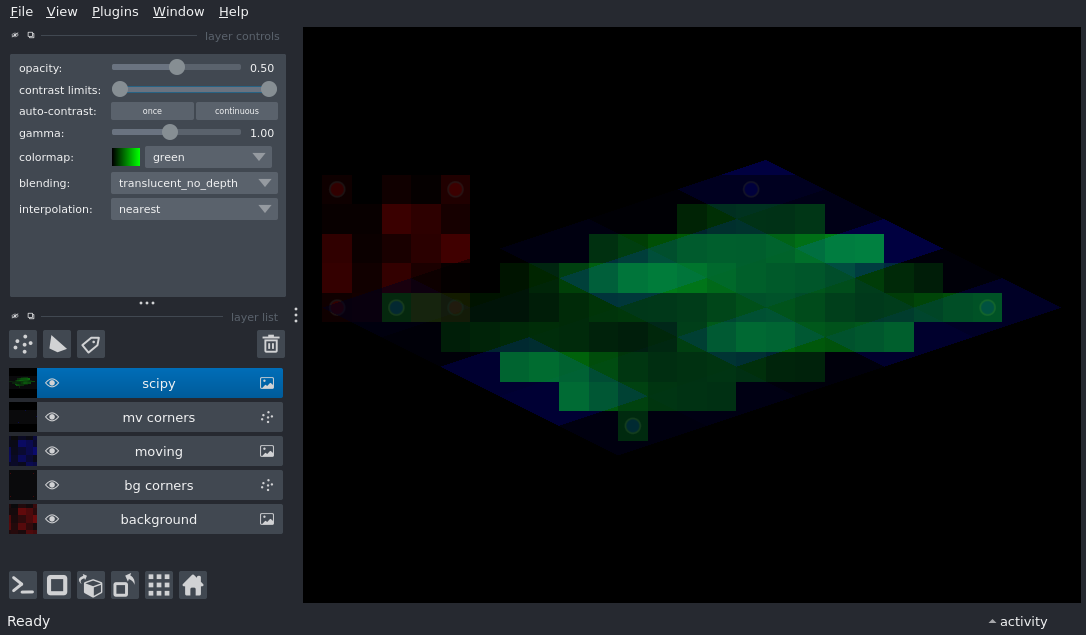 File View Plugins Window Help
layer controls
opacity: 0.50
contrast limits:
auto-contrast: once continuous
gamma: 1.00
colormap: green
blending: translucent_no_depth
interpolation: nearest
layer list
scipy
mv corners
moving
bg corners
background
Ready activity